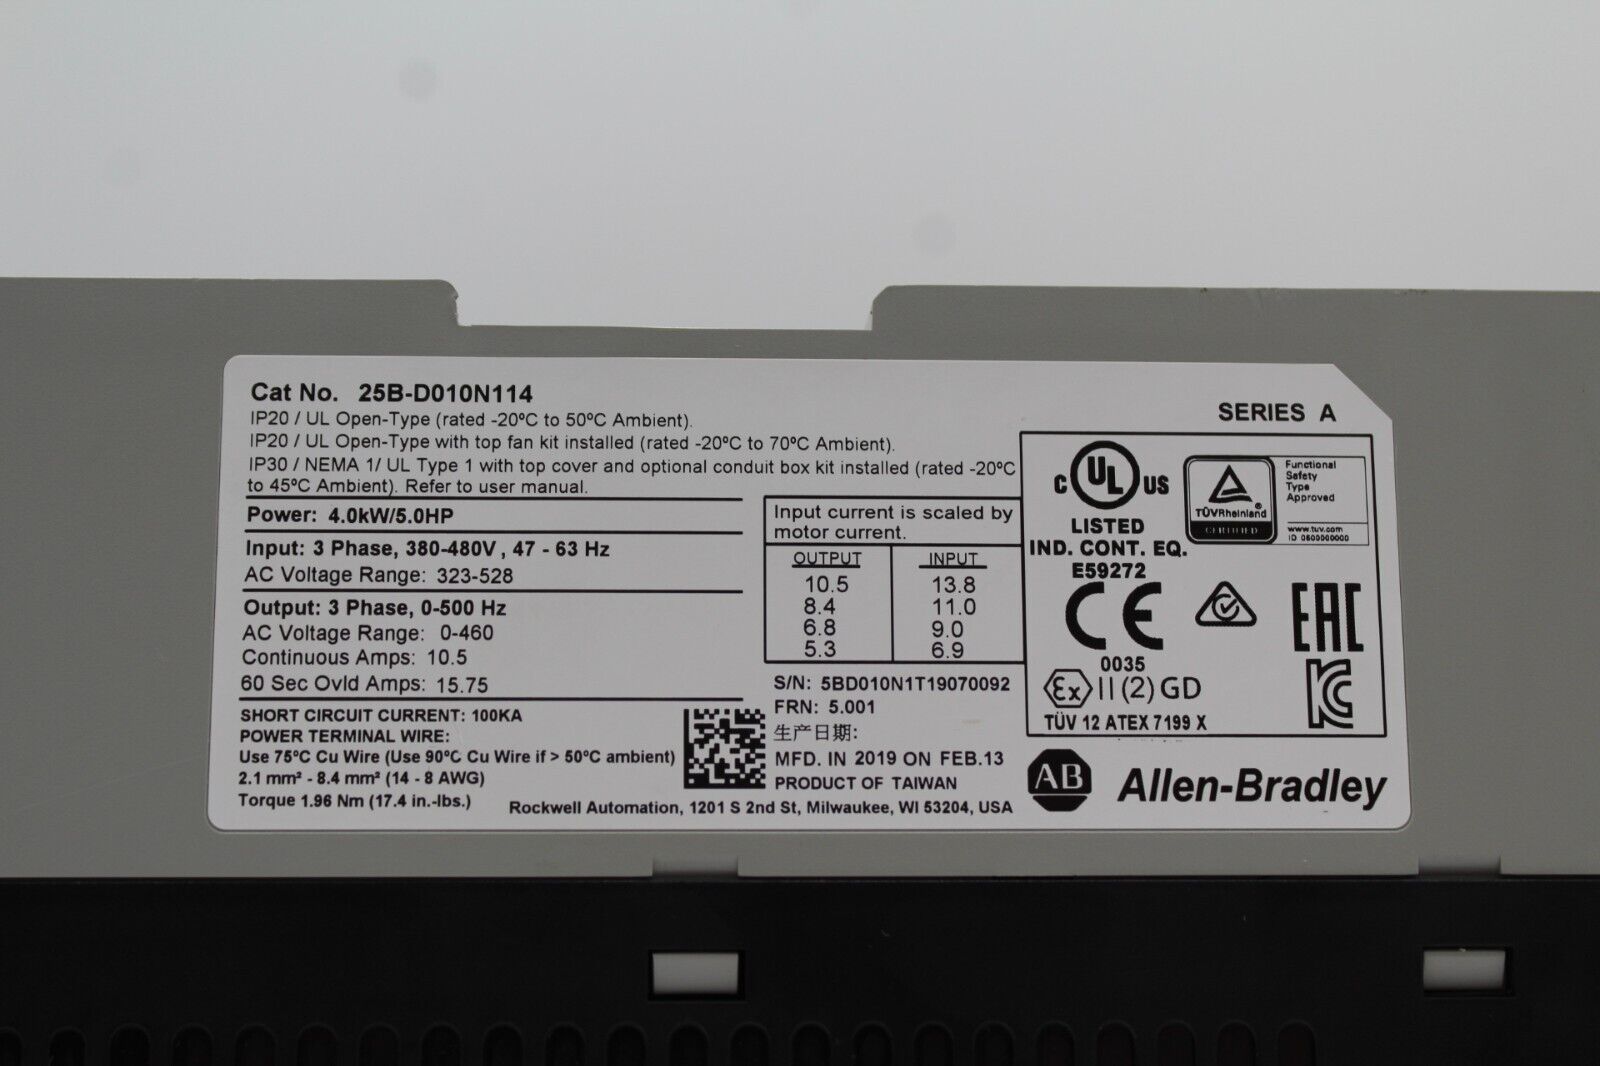 Cat No. 25B-D010N114
IP20 / UL Open-Type (rated -20ºC to 50ºC Ambient).
IP20 / UL Open-Type with top fan kit installed (rated -20ºC to 70ºC Ambient).
IP30 / NEMA 1/ UL Type 1 with top cover and optional conduit box kit installed (rated -20ºC
to 45ºC Ambient). Refer to user manual.
SERIES A
Power: 4.0kW/5.0HP
Input: 3 Phase, 380-480V , 47 - 63 Hz
AC Voltage Range: 323-528
Output: 3 Phase, 0-500 Hz
AC Voltage Range: 0-460
Continuous Amps: 10.5
60 Sec Ovld Amps: 15.75
SHORT CIRCUIT CURRENT: 100KA
POWER TERMINAL WIRE:
Use 75ºC Cu Wire (Use 90ºC Cu Wire if > 50ºC ambient)
2.1 mm² - 8.4 mm² (14 - 8 AWG)
Torque 1.96 Nm (17.4 in.-lbs.)
Input current is scaled by
motor current.
OUTPUT INPUT
10.5 13.8
8.4 11.0
6.8 9.0
5.3 6.9
S/N: 5BD010N1T19070092
FRN: 5.001
生产日期:
MFD. IN 2019 ON FEB.13
PRODUCT OF TAIWAN
Rockwell Automation, 1201 S 2nd St, Milwaukee, WI 53204, USA
C UL US
LISTED
IND. CONT. EQ.
E59272
TÜVRheinland®
CERTIFIED
Functional
Safety
Type
Approved
www.tuv.com
ID 0600000000
CE
0035
EAC
Ex II (2) GD
TÜV 12 ATEX 7199 X
KC
AB Allen-Bradley